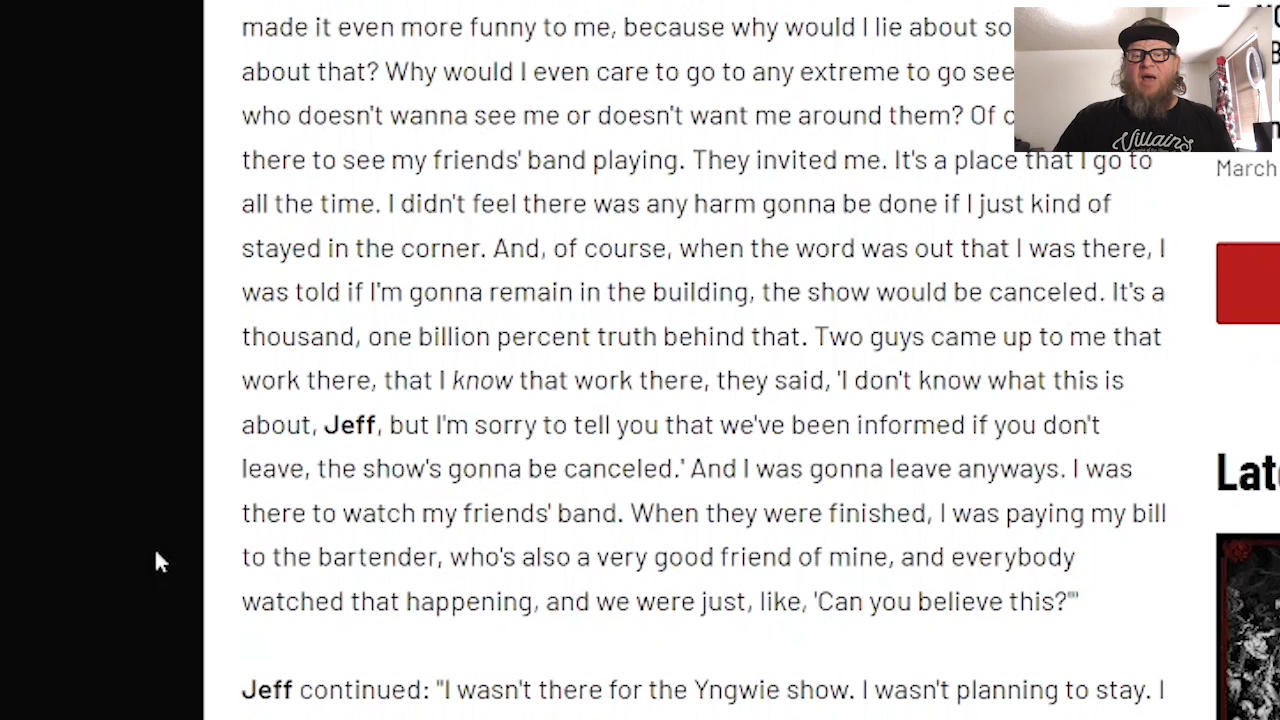 made it even more funny to me, because why would I lie about so
about that? Why would I even care to go to any extreme to go see
who doesn't wanna see me or doesn't want me around them? Of
there to see my friends' band playing. They invited me. It's a place that I go to
all the time. I didn't feel there was any harm gonna be done if I just kind of
stayed in the corner. And, of course, when the word was out that I was there, I
was told if I'm gonna remain in the building, the show would be canceled. It's a
thousand, one billion percent truth behind that. Two guys came up to me that
work there, that I know that work there, they said, 'I don't know what this is
about, Jeff, but I'm sorry to tell you that we've been informed if you don't
leave, the show's gonna be canceled.' And I was gonna leave anyways. I was
there to watch my friends' band. When they were finished, I was paying my bill
to the bartender, who's also a very good friend of mine, and everybody
watched that happening, and we were just, like, 'Can you believe this?'"
Jeff continued: "I wasn't there for the Yngwie show. I wasn't planning to stay. I
Villains
March
Lat